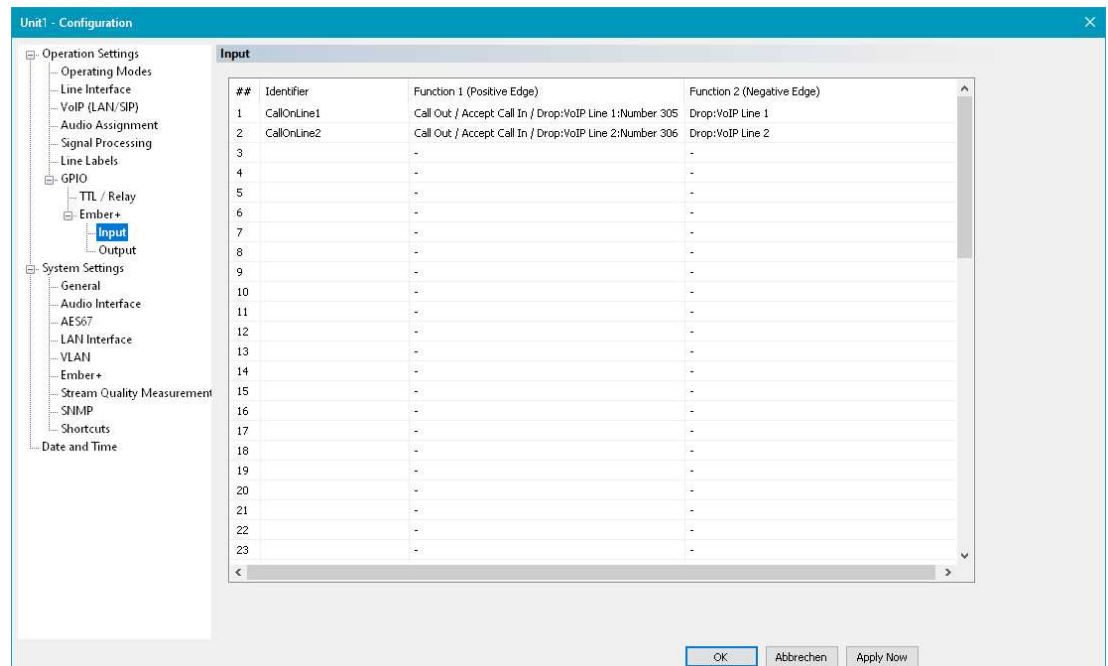 Unit1 - Configuration
Operation Settings
Operating Modes
Line Interface
VoIP (LAN/SIP)
Audio Assignment
Signal Processing
Line Labels
GPIO
TTL / Relay
Ember+
Input
Output
System Settings
General
Audio Interface
AES67
LAN Interface
VLAN
Ember+
Stream Quality Measurement
SNMP
Shortcuts
Date and Time
Input
## Identifier Function 1 (Positive Edge) Function 2 (Negative Edge)
1 CallOnLine1 Call Out / Accept Call In / Drop:VoIP Line 1:Number 305 Drop:VoIP Line 1
2 CallOnLine2 Call Out / Accept Call In / Drop:VoIP Line 2:Number 306 Drop:VoIP Line 2
3 - -
4 - -
5 - -
6 - -
7 - -
8 - -
9 - -
10 - -
11 - -
12 - -
13 - -
14 - -
15 - -
16 - -
17 - -
18 - -
19 - -
20 - -
21 - -
22 - -
23 - -
OK Abbrechen Apply Now